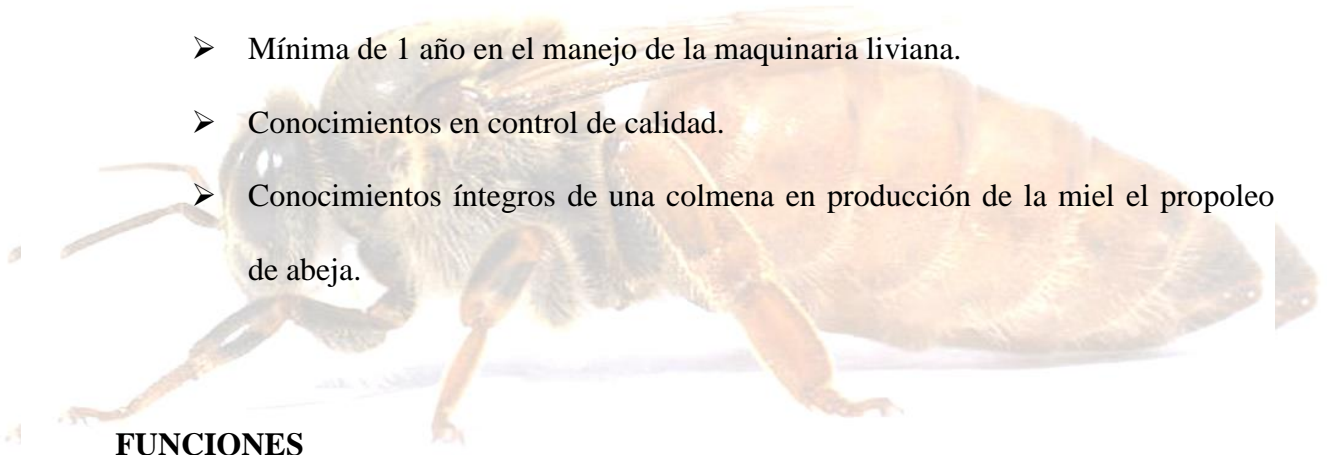 ➢ Mínima de 1 año en el manejo de la maquinaria liviana.
➢ Conocimientos en control de calidad.
➢ Conocimientos íntegros de una colmena en producción de la miel el propoleo
de abeja.
FUNCIONES